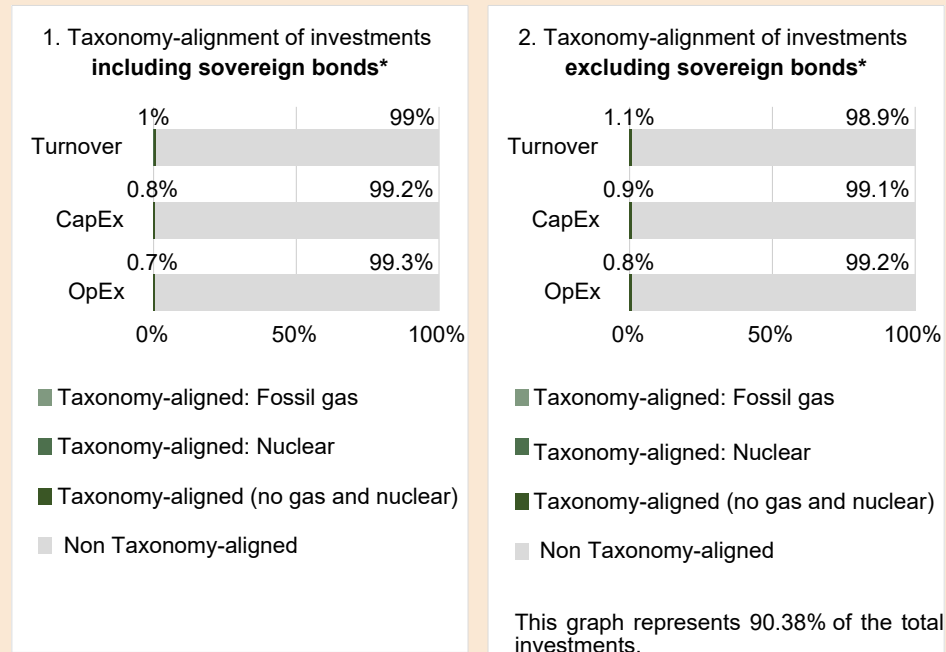 1. Taxonomy-alignment of investments
including sovereign bonds*
1% 99%
Turnover
0.8% 99.2%
CapEx
0.7% 99.3%
OpEx
0% 50% 100%
Taxonomy-aligned: Fossil gas
Taxonomy-aligned: Nuclear
Taxonomy-aligned (no gas and nuclear)
Non Taxonomy-aligned
2. Taxonomy-alignment of investments
excluding sovereign bonds*
1.1% 98.9%
Turnover
0.9% 99.1%
CapEx
0.8% 99.2%
OpEx
0% 50% 100%
Taxonomy-aligned: Fossil gas
Taxonomy-aligned: Nuclear
Taxonomy-aligned (no gas and nuclear)
Non Taxonomy-aligned
This graph represents 90.38% of the total
investments.